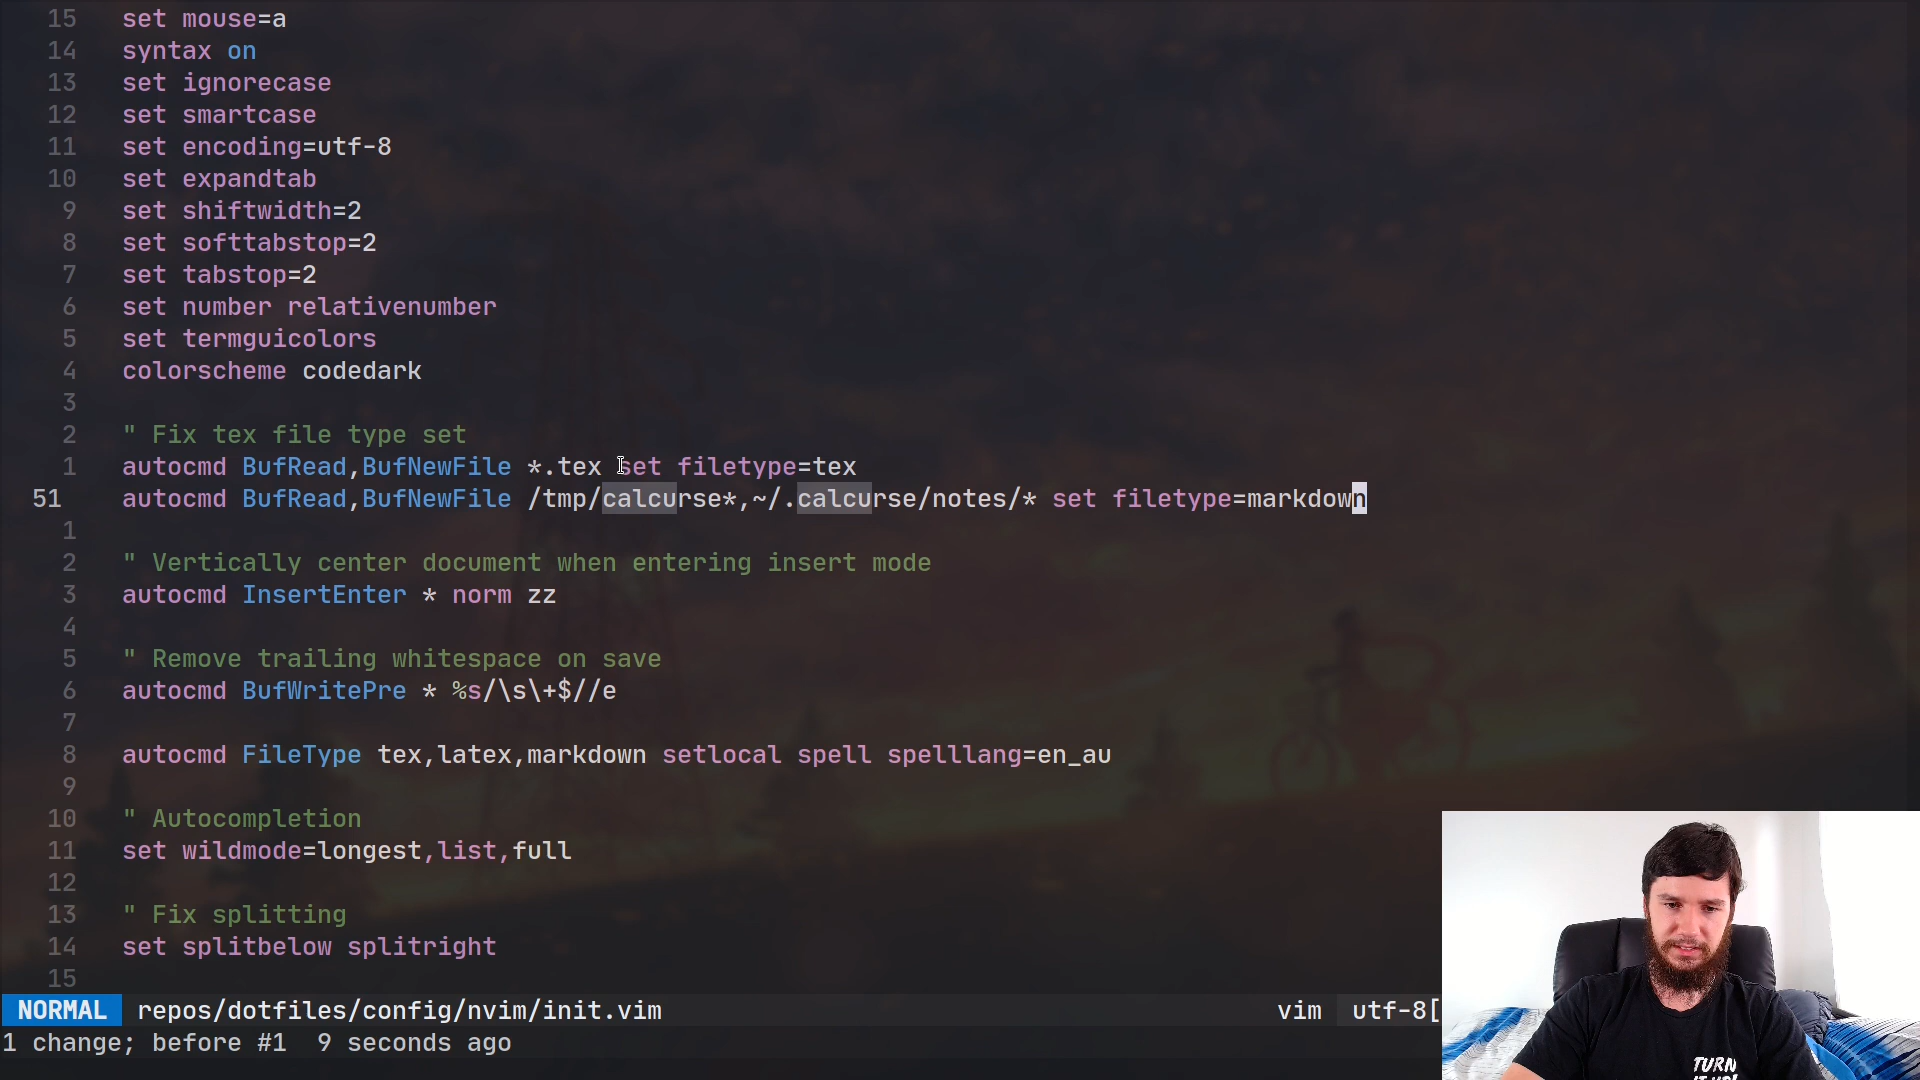 15 set mouse=a
14 syntax on
13 set ignorecase
12 set smartcase
11 set encoding=utf-8
10 set expandtab
9 set shiftwidth=2
8 set softtabstop=2
7 set tabstop=2
6 set number relativenumber
5 set termguicolors
4 colorscheme codedark
3
2 " Fix tex file type set
1 autocmd BufRead,BufNewFile *.tex set filetype=tex
51 autocmd BufRead,BufNewFile /tmp/calcurse*,~/.calcurse/notes/* set filetype=markdown
1
2 " Vertically center document when entering insert mode
3 autocmd InsertEnter * norm zz
4
5 " Remove trailing whitespace on save
6 autocmd BufWritePre * %s/\s\+$//e
7
8 autocmd FileType tex,latex,markdown setlocal spell spelllang=en_au
9
10 " Autocompletion
11 set wildmode=longest,list,full
12
13 " Fix splitting
14 set splitbelow splitright
15
NORMAL repos/dotfiles/config/nvim/init.vim vim utf-8[
1 change; before #1 9 seconds ago
TURN